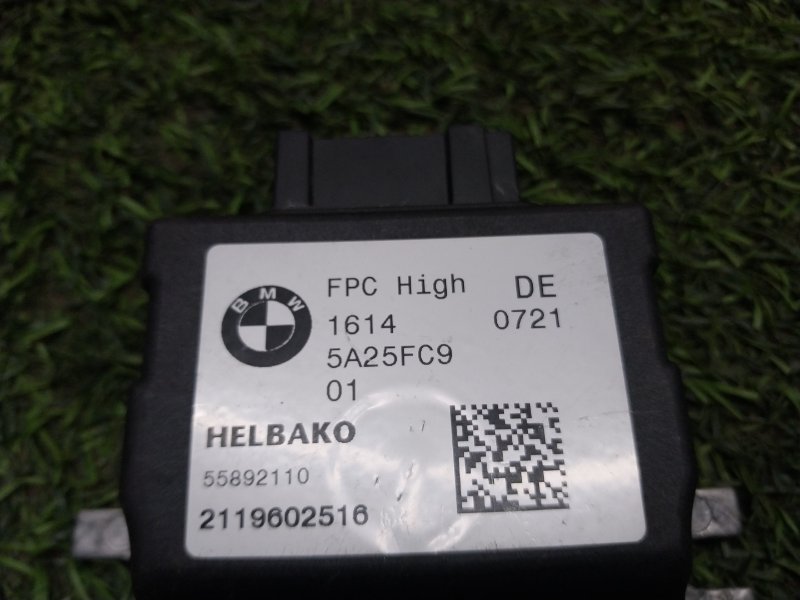 BMW
FPC High DE
1614 0721
5A25FC9
01
HELBAKO
55892110
2119602516